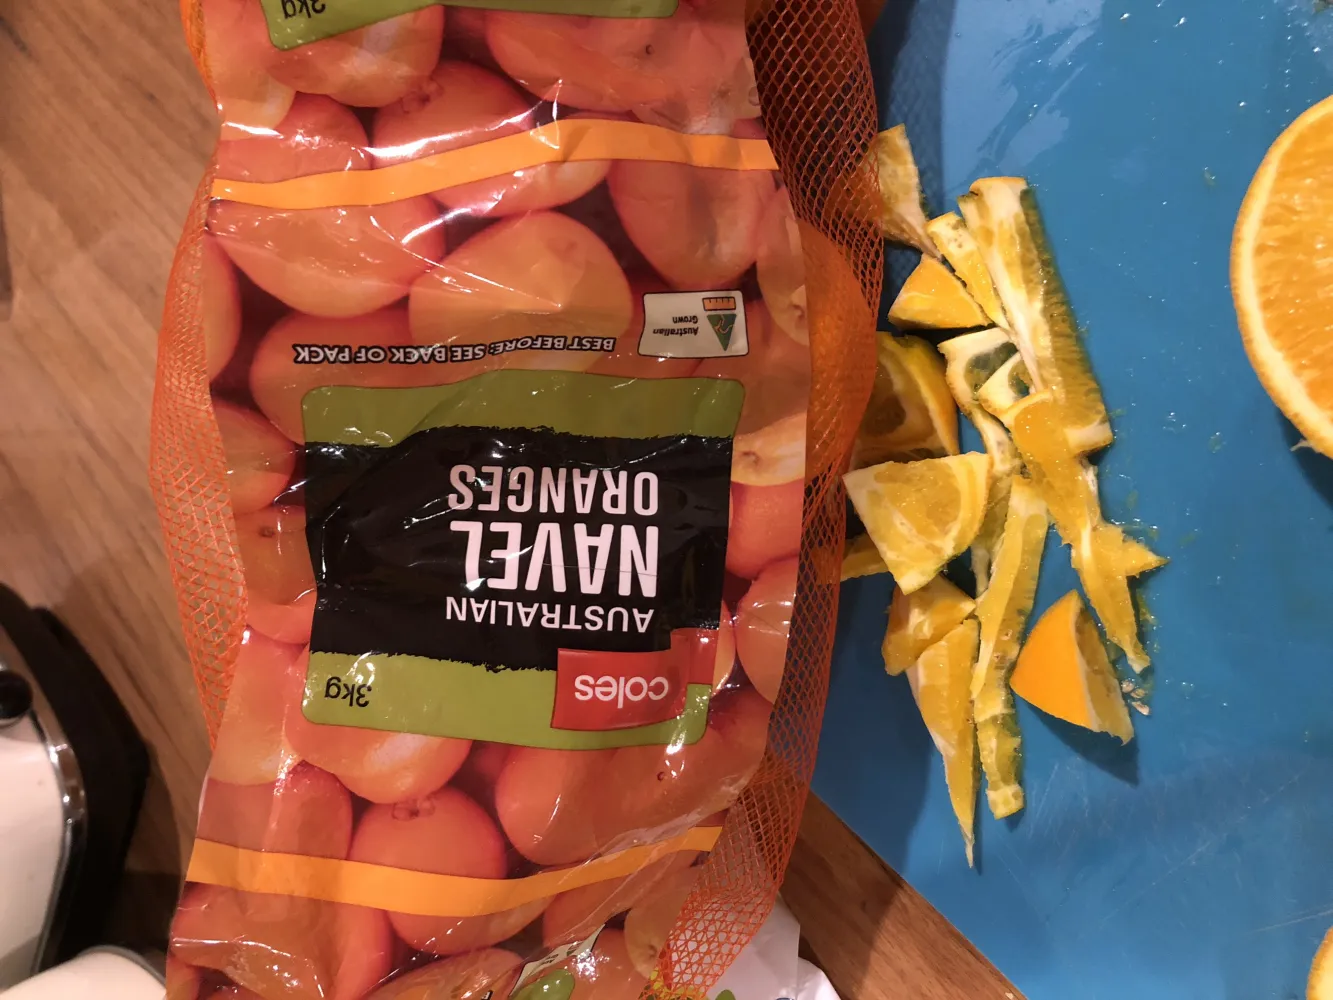 coles
3kg
AUSTRALIAN
NAVEL
ORANGES
BEST BEFORE: SEE BACK OF PACK
Australian
Grown
3kg